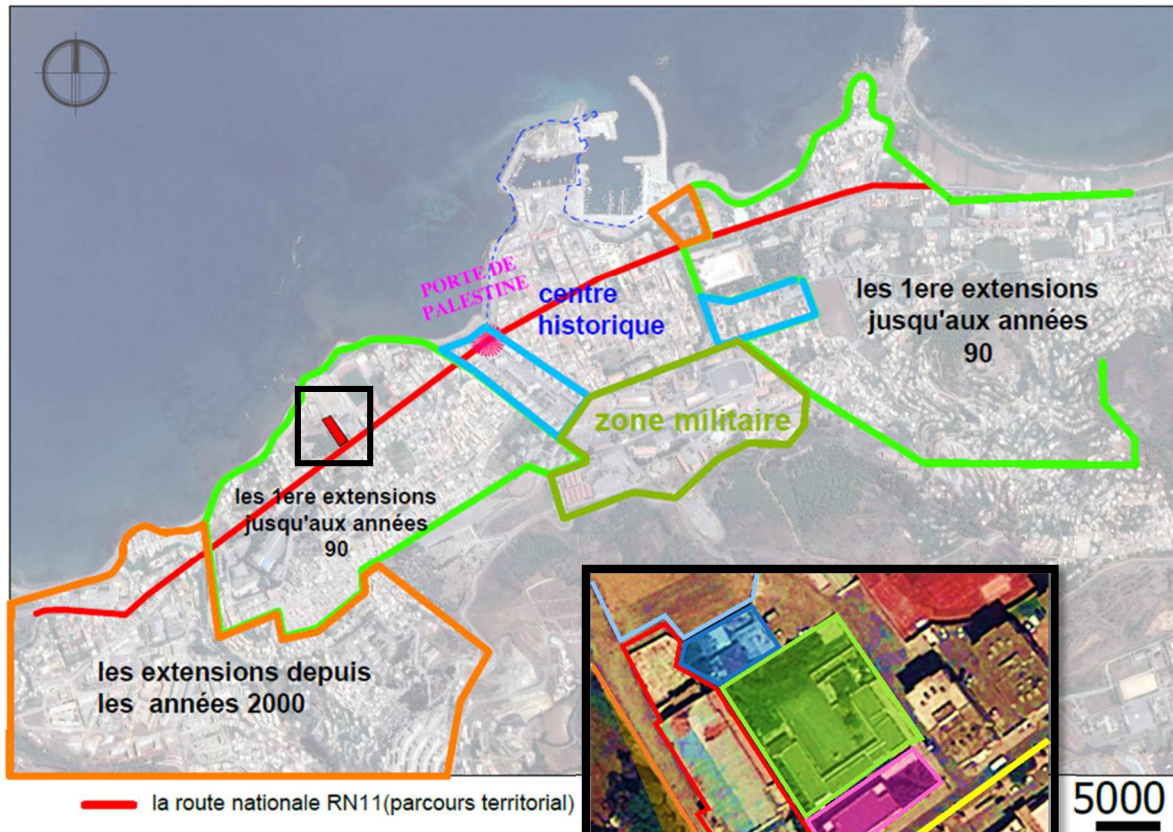 PORTE DE
PALESTINE
centre
historique
les 1ere extensions
jusqu'aux années
90
zone militaire
les 1ere extensions
jusqu'aux années
90
les extensions depuis
les années 2000
la route nationale RN11(parcours territorial)
5000